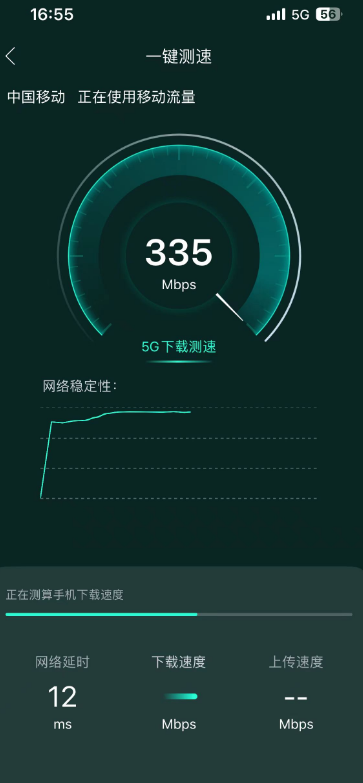 16:55
5G 56
一键测速
中国移动 正在使用移动流量
335
Mbps
5G下载测速
网络稳定性：
正在测算手机下载速度
网络延时 下载速度 上传速度
12 --
ms Mbps Mbps